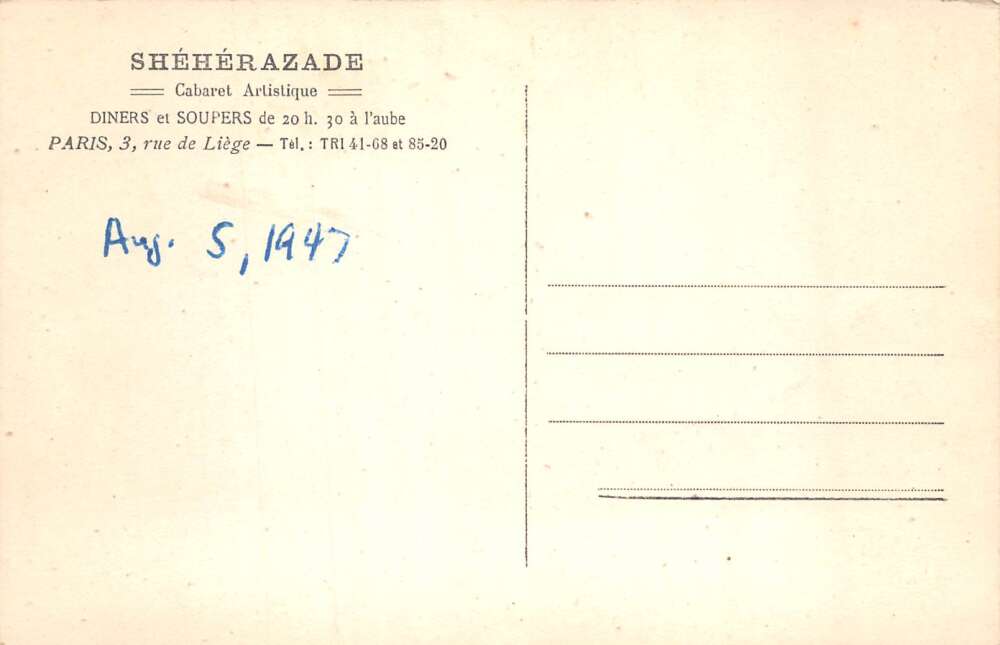 SHÉHÉRAZADE
Cabaret Artistique
DINERS et SOUPERS de 20 h. 30 à l'aube
PARIS, 3, rue de Liège — Tél. : TRI 41-68 et 85-20
Aug. 5, 1947